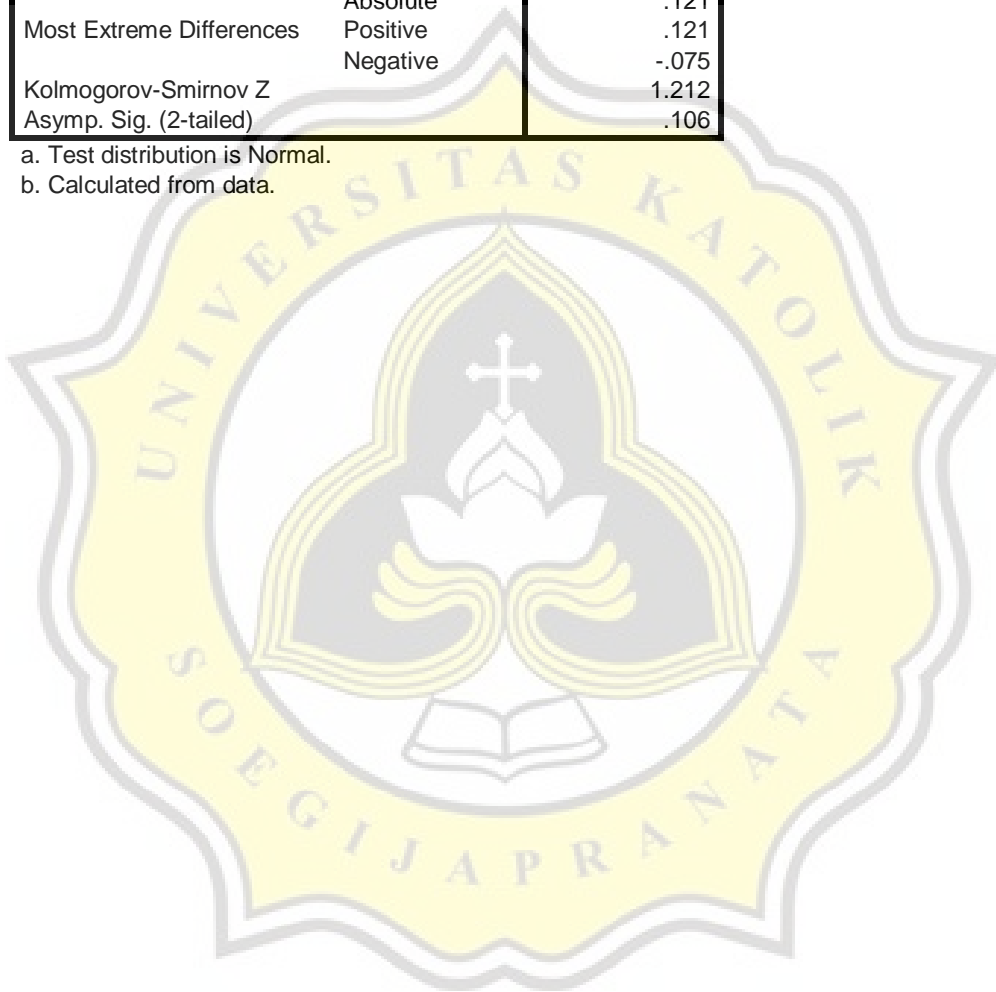 Absolute .121
Most Extreme Differences Positive .121
Negative -.075
Kolmogorov-Smirnov Z 1.212
Asymp. Sig. (2-tailed) .106
a. Test distribution is Normal.
b. Calculated from data.
UNIVERSITAS KATOLIK
SOEGIJAPRANATA